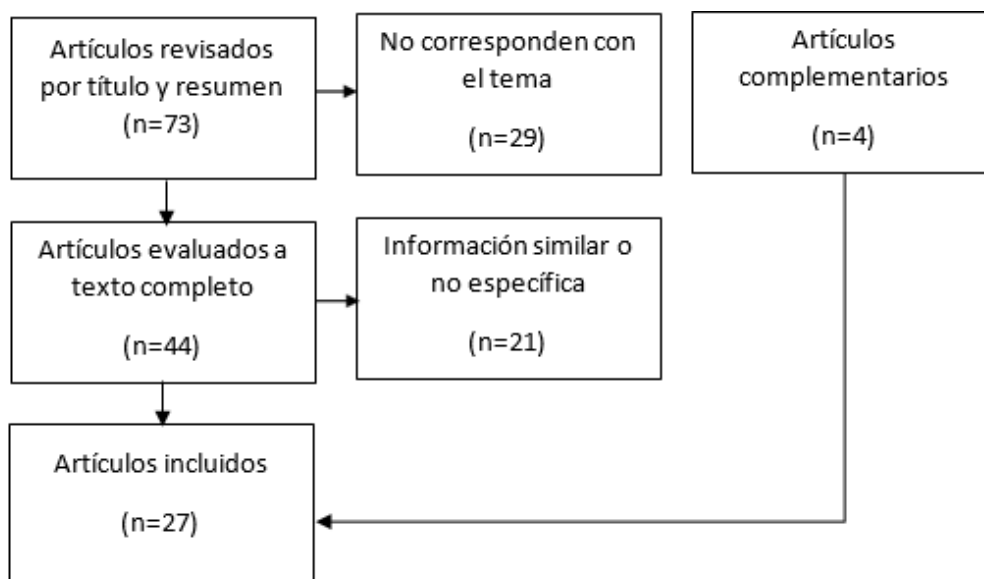 Artículos revisados
por título y resumen
(n=73)
No corresponden con
el tema
(n=29)
Artículos
complementarios
(n=4)
Artículos evaluados a
texto completo
(n=44)
Información similar o
no específica
(n=21)
Artículos incluidos
(n=27)